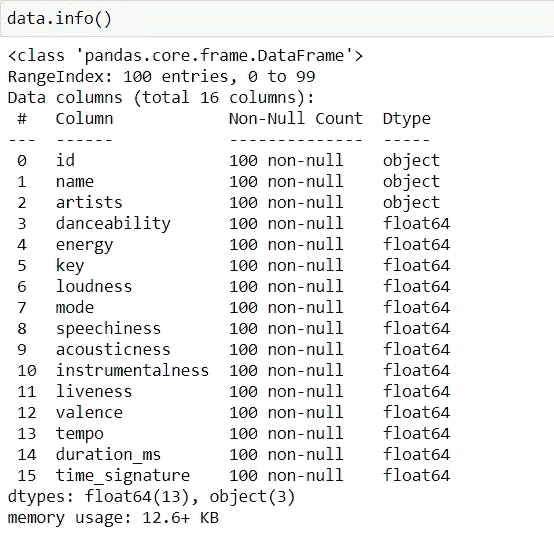 data.info()
<class 'pandas.core.frame.DataFrame'>
RangeIndex: 100 entries, 0 to 99
Data columns (total 16 columns):
 #   Column            Non-Null Count  Dtype
---  ------            --------------  -----
 0   id                100 non-null    object
 1   name              100 non-null    object
 2   artists           100 non-null    object
 3   danceability      100 non-null    float64
 4   energy            100 non-null    float64
 5   key               100 non-null    float64
 6   loudness          100 non-null    float64
 7   mode              100 non-null    float64
 8   speechiness       100 non-null    float64
 9   acousticness      100 non-null    float64
 10  instrumentalness  100 non-null    float64
 11  liveness          100 non-null    float64
 12  valence           100 non-null    float64
 13  tempo             100 non-null    float64
 14  duration_ms       100 non-null    float64
 15  time_signature    100 non-null    float64
dtypes: float64(13), object(3)
memory usage: 12.6+ KB